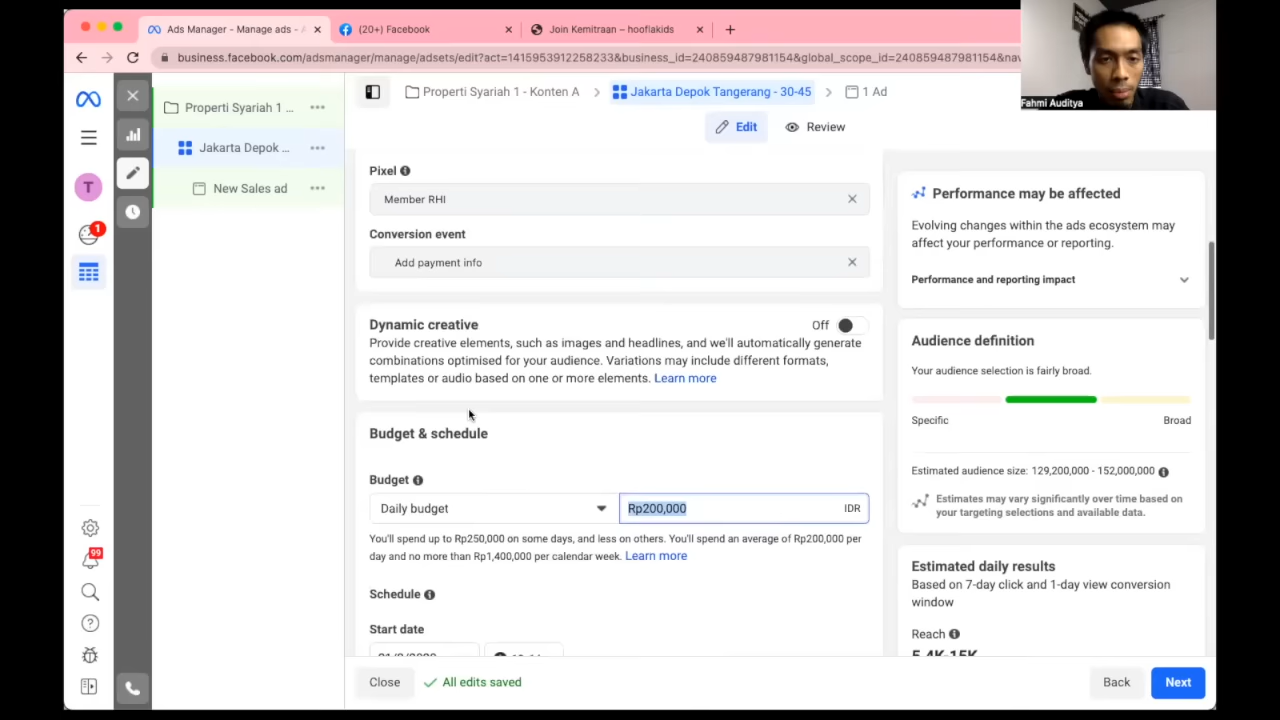 Ads Manager - Manage ads - A
(20+) Facebook
Join Kemitraan – hooflakids
business.facebook.com/adsmanager/manage/adsets/edit?act=1415953912258233&business_id=240859487981154&global_scope_id=240859487981154&nav
Fahmi Auditya
Properti Syariah 1 ...
Jakarta Depok ...
New Sales ad
T
1
99
Properti Syariah 1 - Konten A
Jakarta Depok Tangerang - 30-45
1 Ad
Edit
Review
Pixel
Member RHI
Conversion event
Add payment info
Dynamic creative
Off
Provide creative elements, such as images and headlines, and we'll automatically generate
combinations optimised for your audience. Variations may include different formats,
templates or audio based on one or more elements. Learn more
Budget & schedule
Budget
Daily budget
Rp200,000
IDR
You'll spend up to Rp250,000 on some days, and less on others. You'll spend an average of Rp200,000 per
day and no more than Rp1,400,000 per calendar week. Learn more
Schedule
Start date
Performance may be affected
Evolving changes within the ads ecosystem may
affect your performance or reporting.
Performance and reporting impact
Audience definition
Your audience selection is fairly broad.
Specific
Broad
Estimated audience size: 129,200,000 - 152,000,000
Estimates may vary significantly over time based on
your targeting selections and available data.
Estimated daily results
Based on 7-day click and 1-day view conversion
window
Reach
5.4K-15K
Close
All edits saved
Back
Next